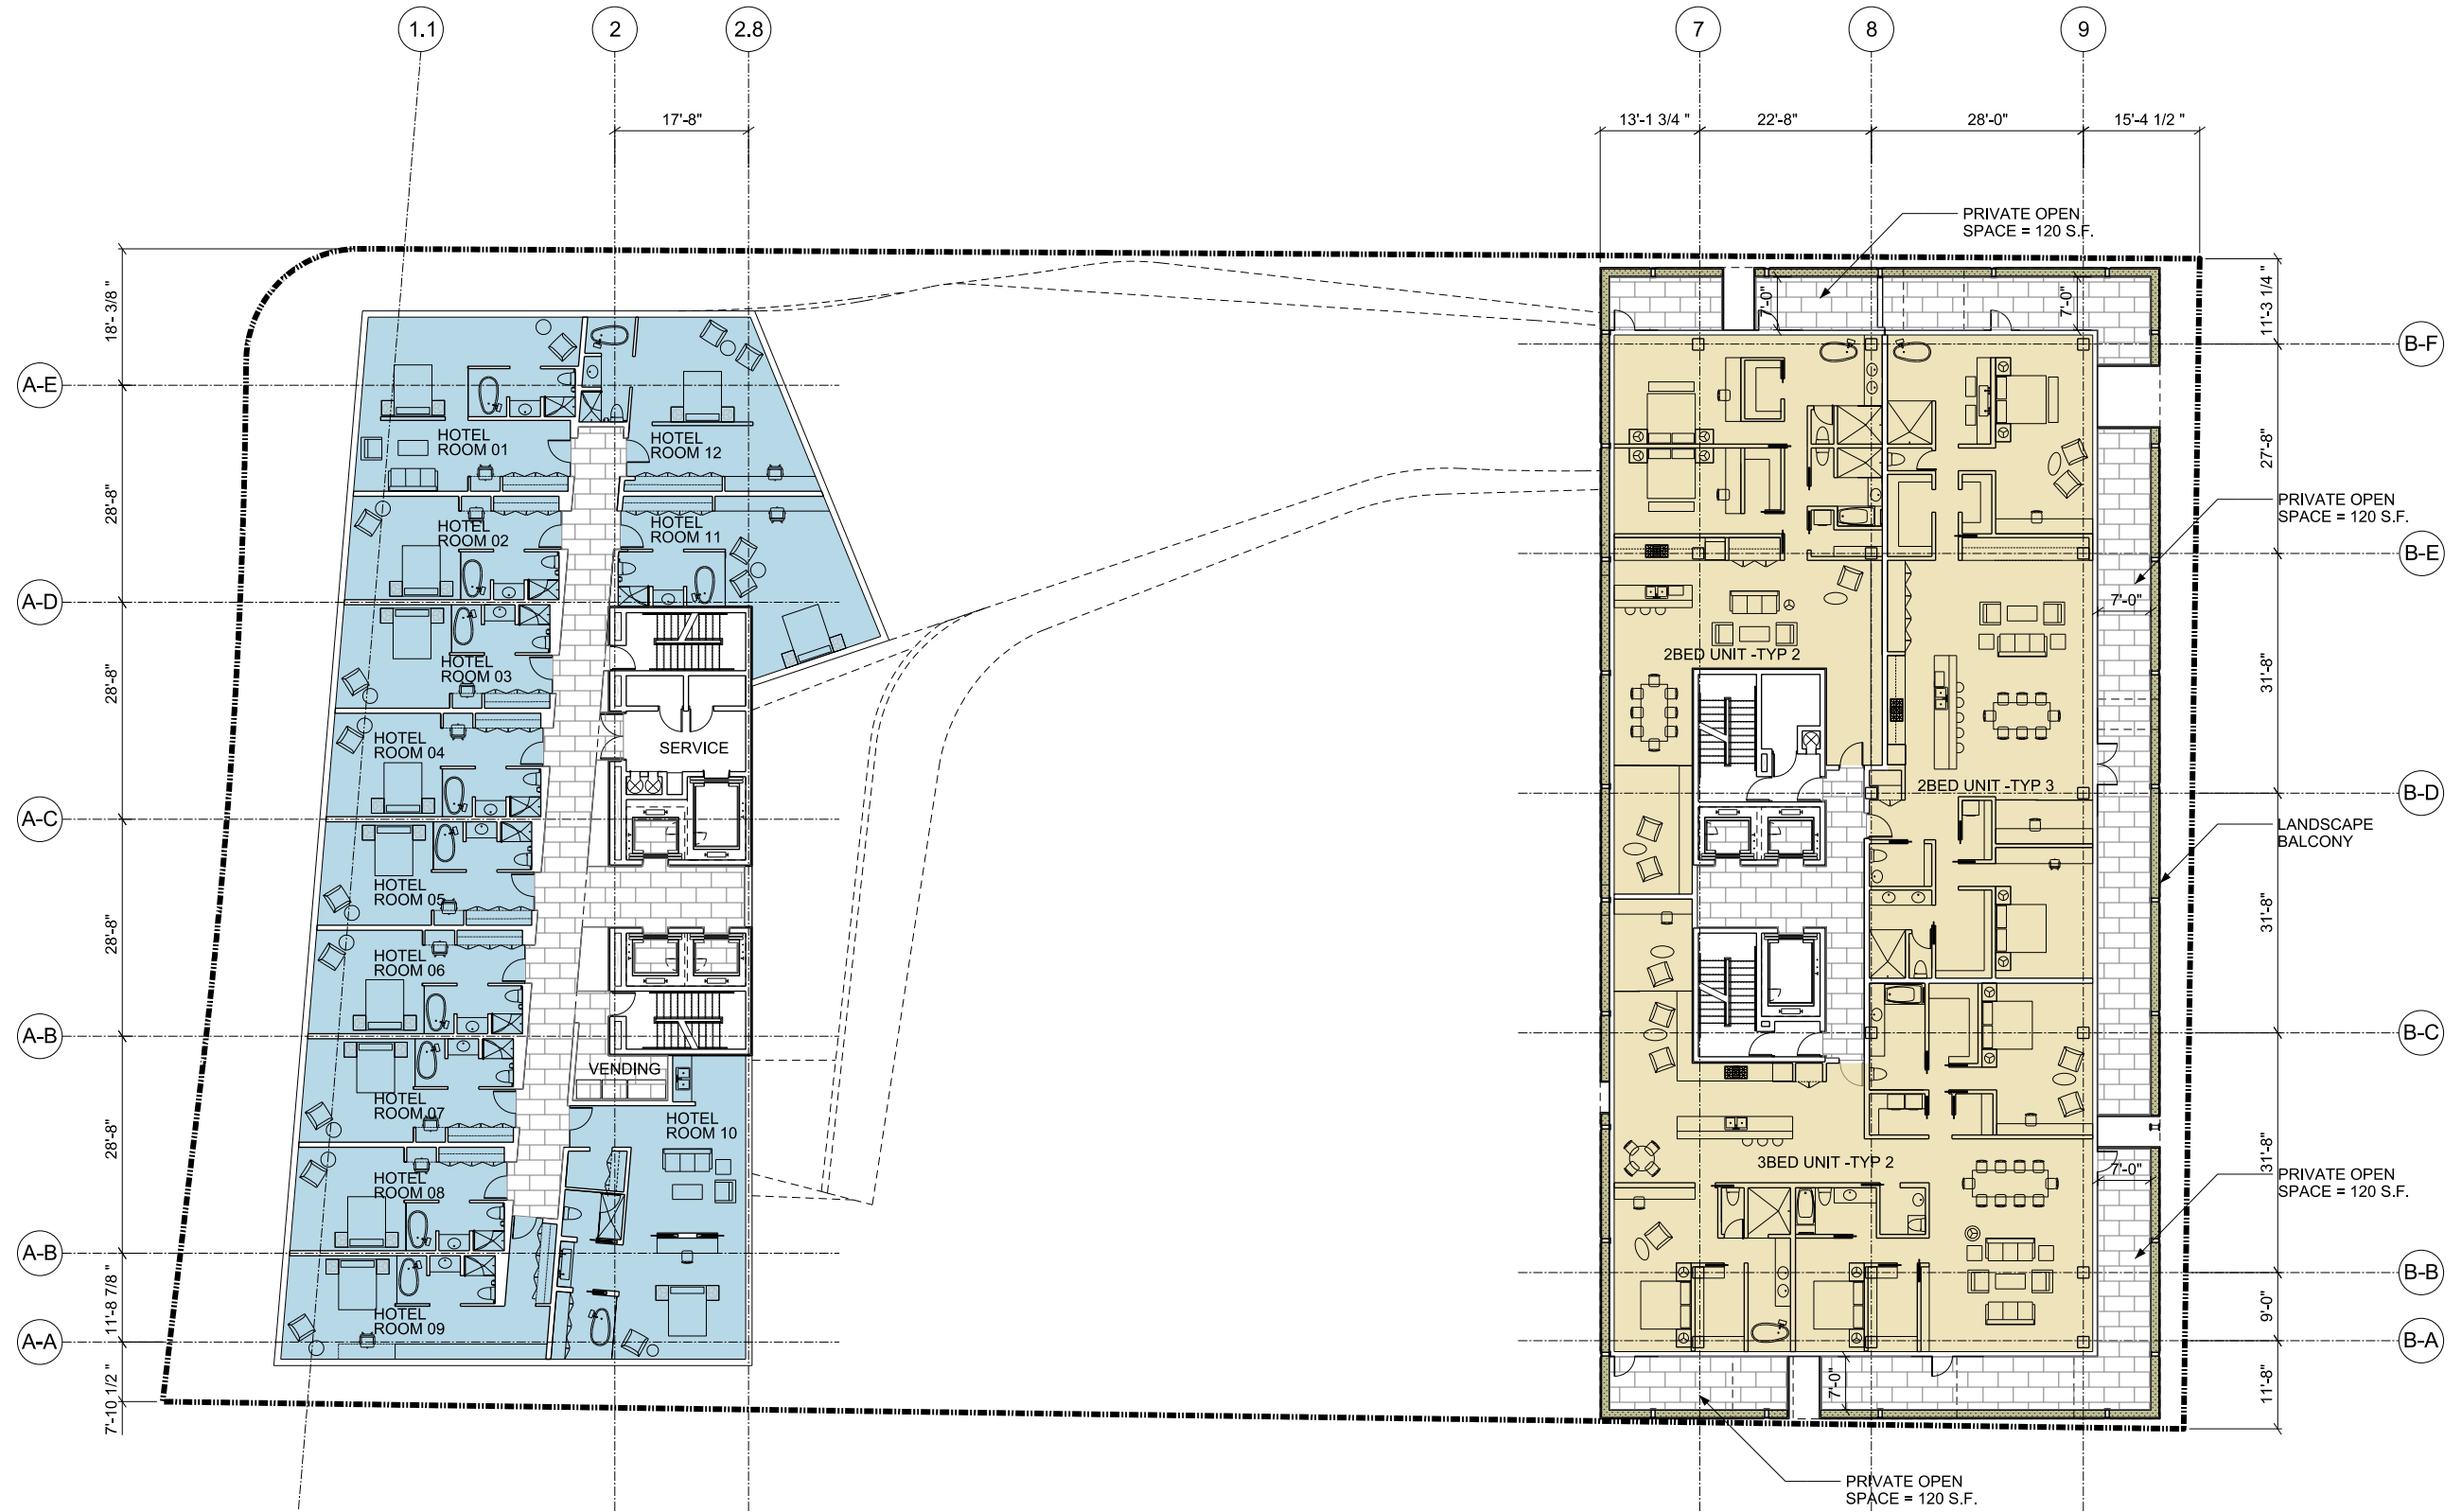 1.1
2
2.8
7
8
9
17'-8"
13'-1 3/4 "
22'-8"
28'-0"
15'-4 1/2 "
PRIVATE OPEN
SPACE = 120 S.F.
18'- 3/8 "
11'-3 1/4 "
7'-0"
7'-0"
A-E
B-F
HOTEL
ROOM 01
HOTEL
ROOM 12
28'-8"
27'-8"
PRIVATE OPEN
SPACE = 120 S.F.
HOTEL
ROOM 02
HOTEL
ROOM 11
B-E
A-D
7'-0"
2BED UNIT -TYP 2
HOTEL
ROOM 03
28'-8"
31'-8"
HOTEL
ROOM 04
SERVICE
2BED UNIT -TYP 3
B-D
A-C
LANDSCAPE
BALCONY
HOTEL
ROOM 05
28'-8"
31'-8"
HOTEL
ROOM 06
A-B
B-C
VENDING
HOTEL
ROOM 07
HOTEL
ROOM 10
28'-8"
31'-8"
3BED UNIT -TYP 2
7'-0"
PRIVATE OPEN
SPACE = 120 S.F.
HOTEL
ROOM 08
A-B
B-B
11'-8 7/8 "
9'-0"
HOTEL
ROOM 09
A-A
B-A
7'-10 1/2 "
7'-0"
11'-8"
PRIVATE OPEN
SPACE = 120 S.F.